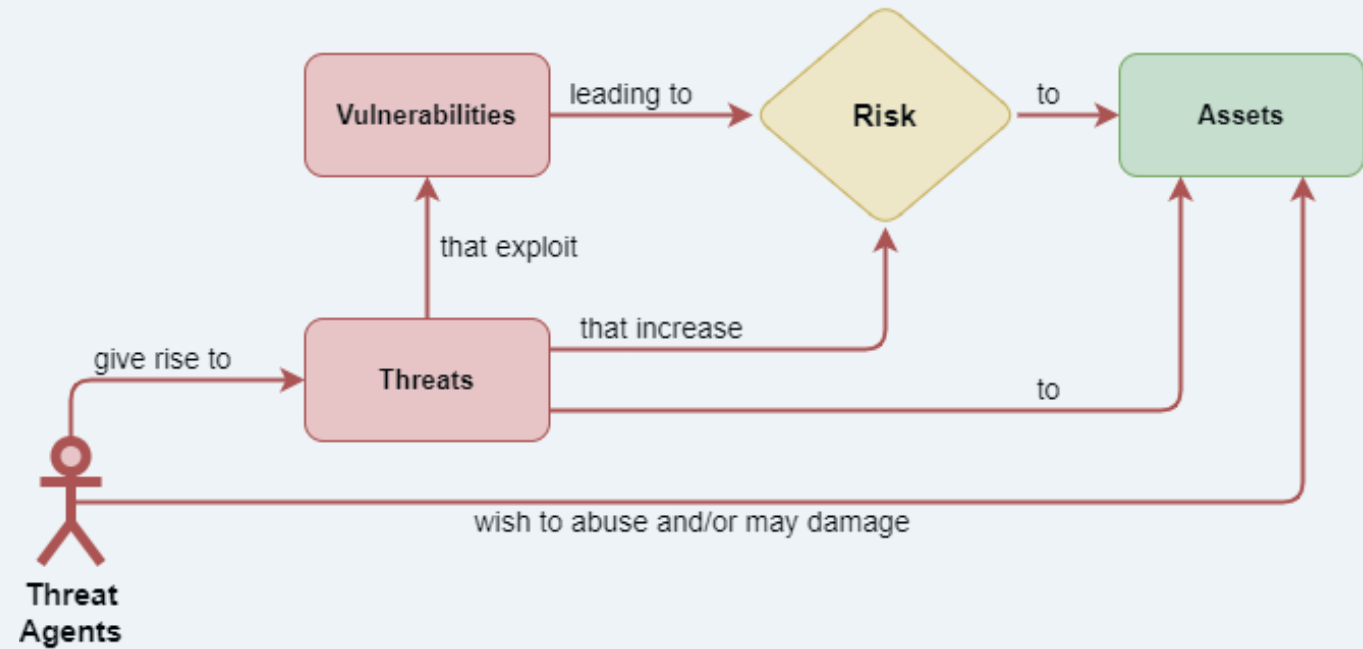 Vulnerabilities
leading to
Risk
to
Assets
that exploit
that increase
give rise to
Threats
to
wish to abuse and/or may damage
Threat
Agents